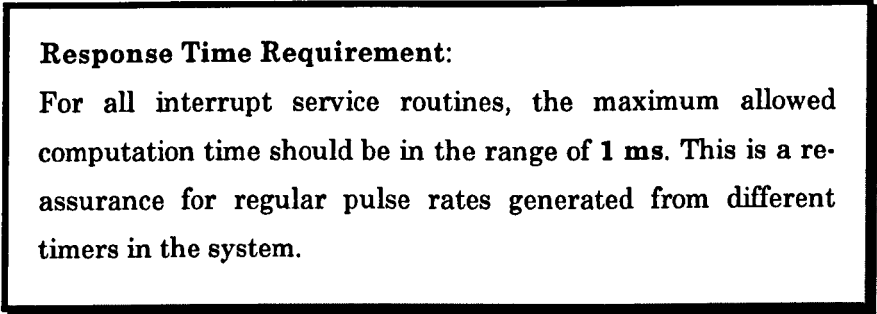 Response Time Requirement:
For all interrupt service routines, the maximum allowed
computation time should be in the range of 1 ms. This is a re-
assurance for regular pulse rates generated from different
timers in the system.